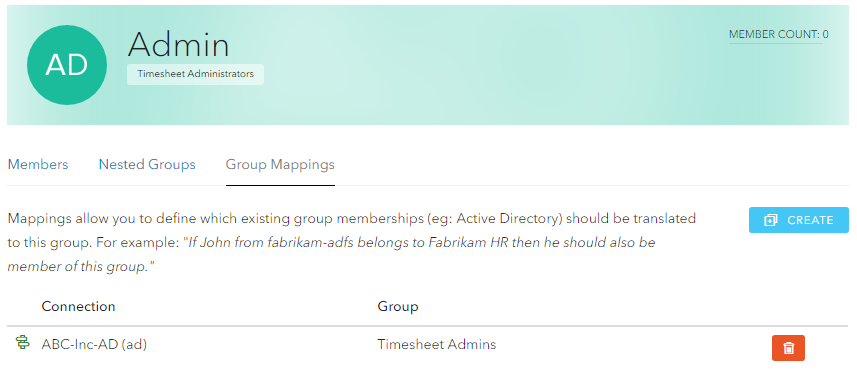 AD
Admin
Timesheet Administrators
MEMBER COUNT: 0
Members Nested Groups Group Mappings
Mappings allow you to define which existing group memberships (eg: Active Directory) should be translated
to this group. For example: "If John from fabrikam-adfs belongs to Fabrikam HR then he should also be
member of this group."
CREATE
Connection Group
ABC-Inc-AD (ad) Timesheet Admins